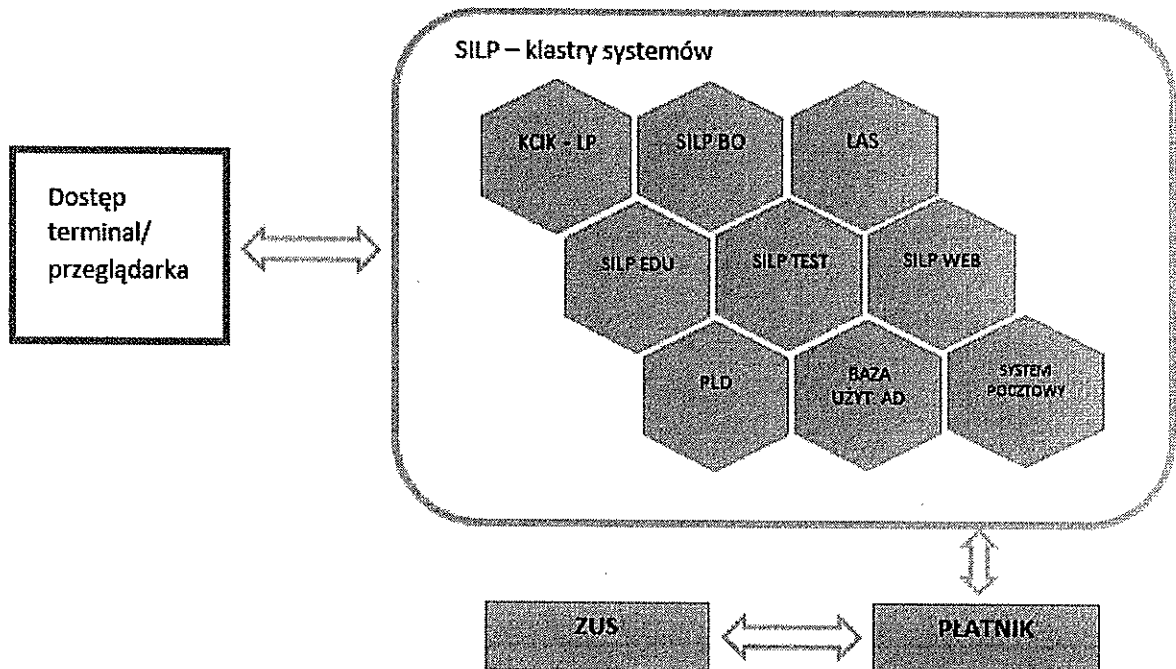 SILP – klastry systemów
KCIK - LP
SILP BO
LAS
Dostęp
terminal/
przeglądarka
SILP EDU
SILP TEST
SILP WEB
PLD
BAZA
UŻYT. AD
SYSTEM
POCZTOWY
ZUS
PŁATNIK